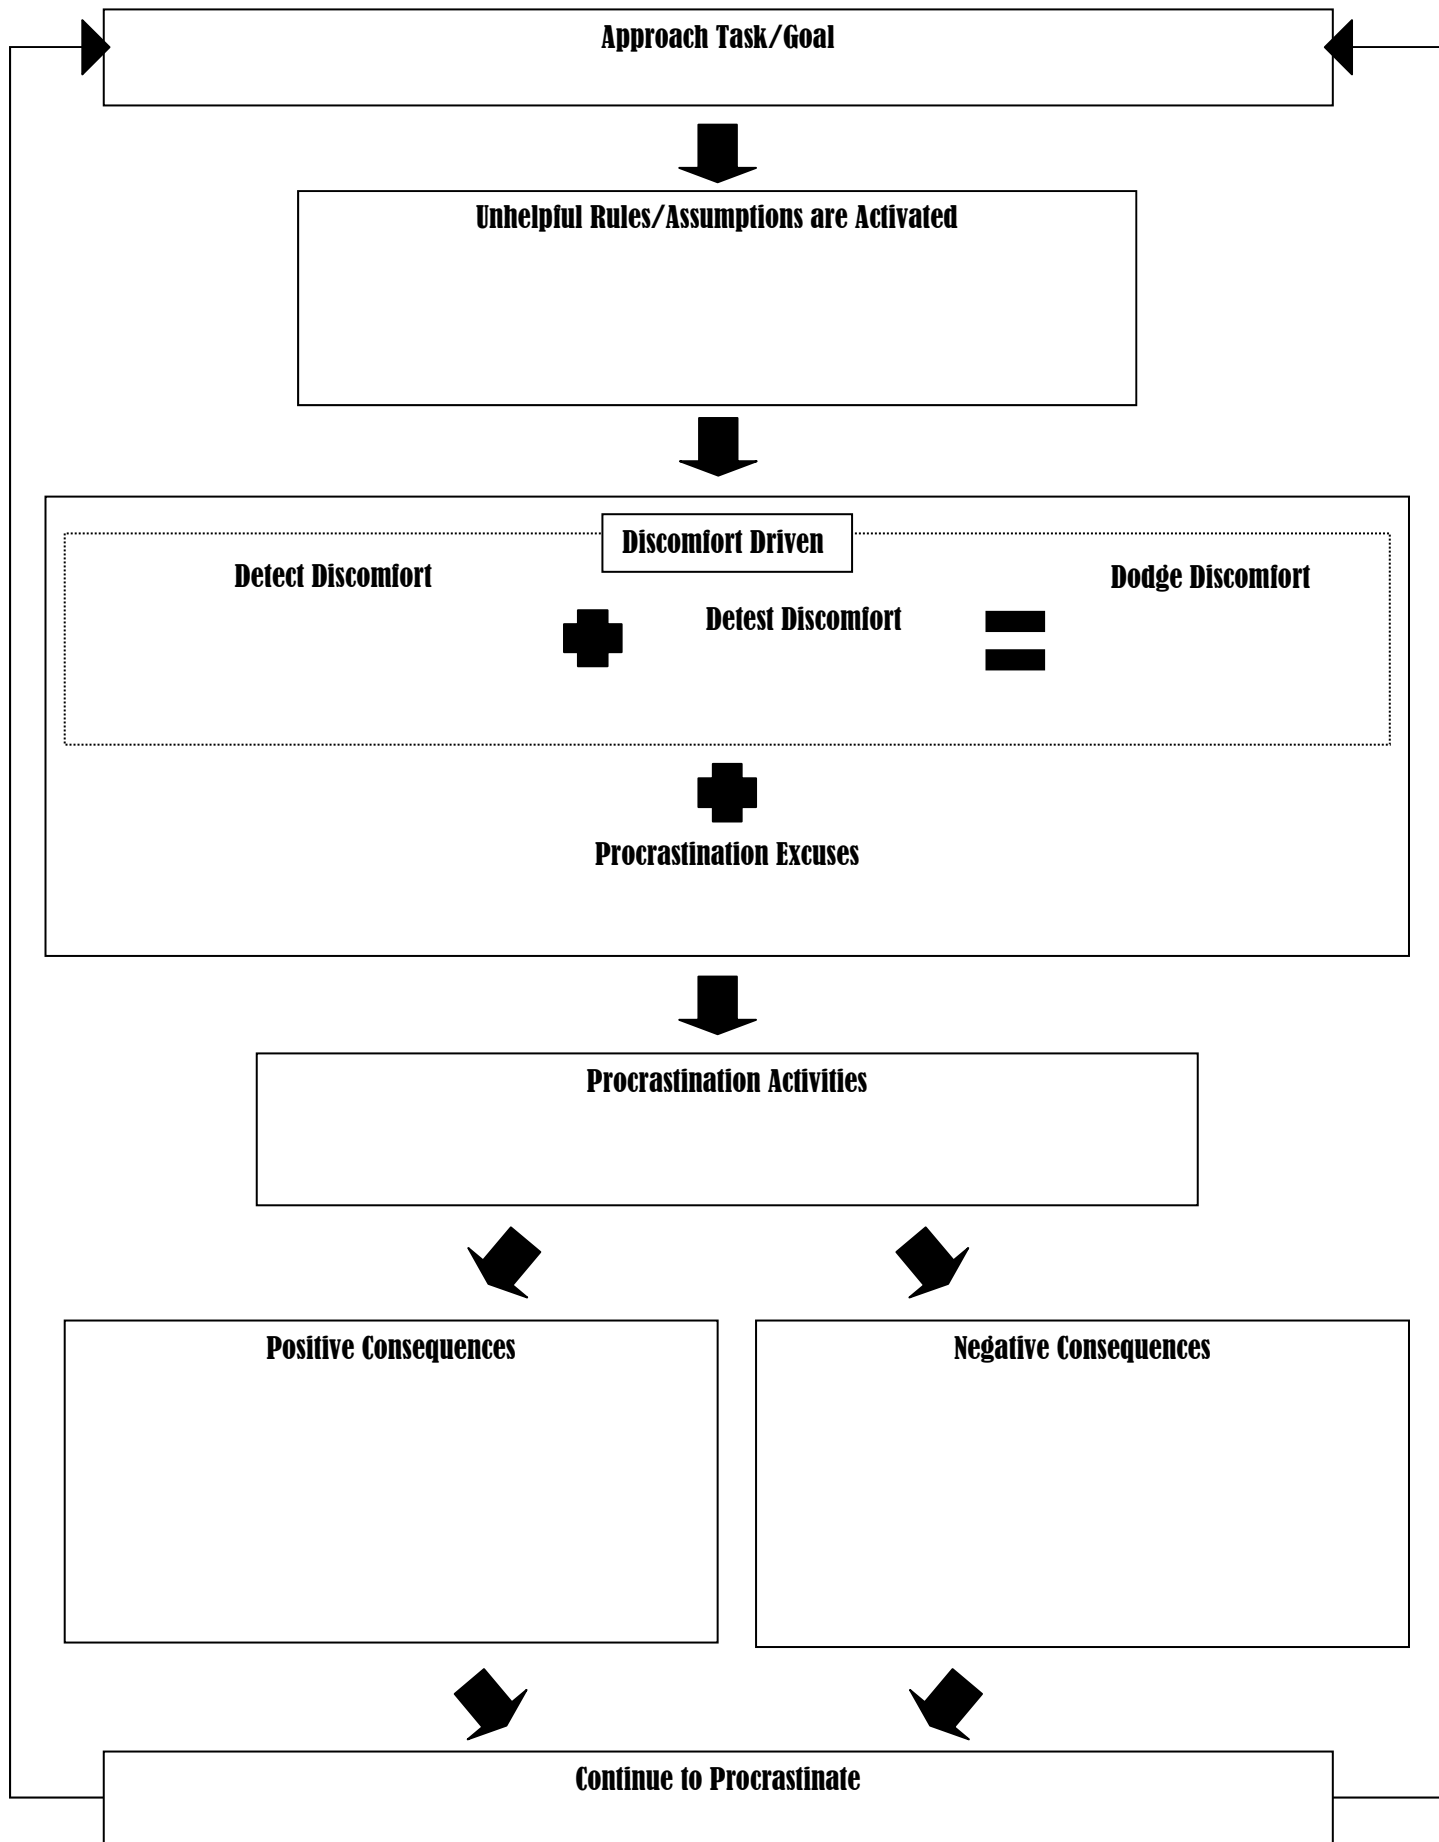 Approach Task/Goal
Unhelpful Rules/Assumptions are Activated
Discomfort Driven
Detect Discomfort
Detest Discomfort
Dodge Discomfort
Procrastination Excuses
Procrastination Activities
Positive Consequences
Negative Consequences
Continue to Procrastinate